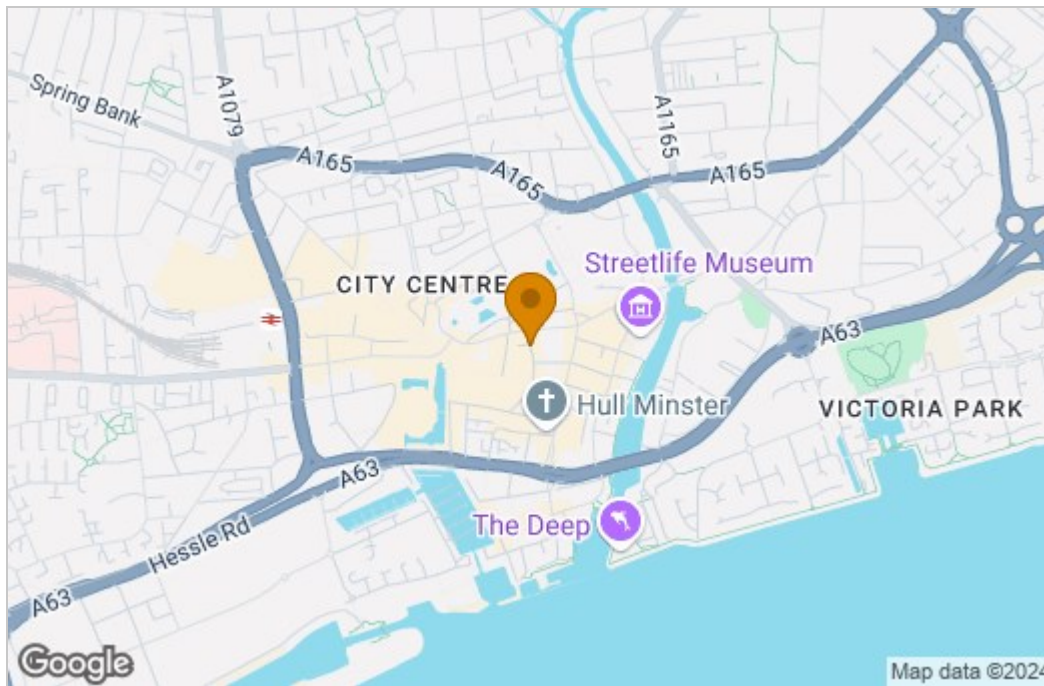 Spring Bank
A1079
A1165
A165
A165
A165
Streetlife Museum
CITY CENTRE
A63
Hull Minster
VICTORIA PARK
A63
The Deep
Hessle Rd
A63
Google
Map data ©2024